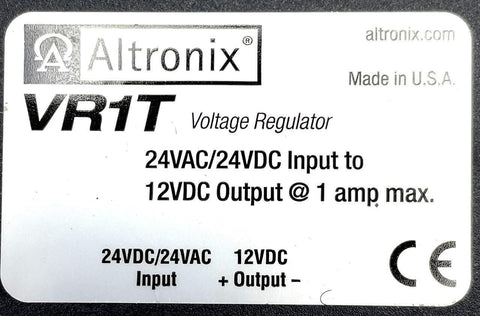 Altronix®
altronix.com
Made in U.S.A.
VR1T Voltage Regulator
24VAC/24VDC Input to
12VDC Output @ 1 amp max.
24VDC/24VAC 12VDC
Input + Output −
CE